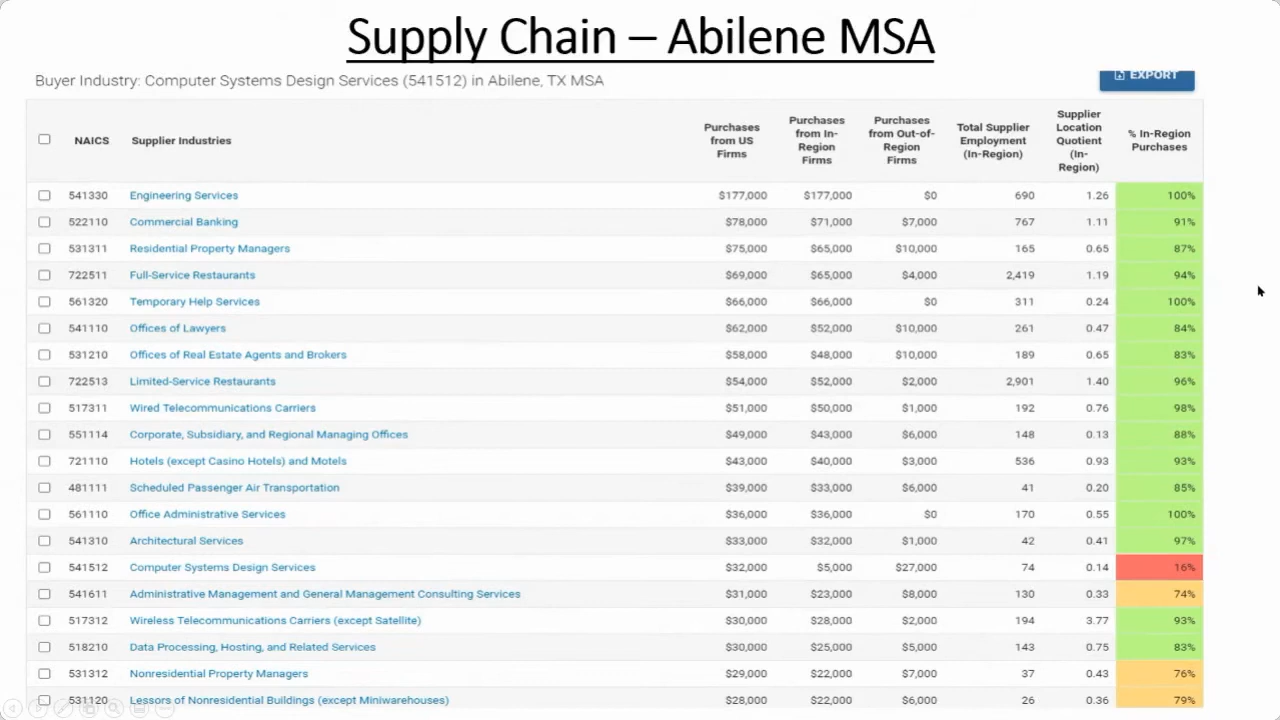 Supply Chain – Abilene MSA
Buyer Industry: Computer Systems Design Services (541512) in Abilene, TX MSA
EXPORT
NAICS Supplier Industries Purchases from US Firms Purchases from In-Region Firms Purchases from Out-of-Region Firms Total Supplier Employment (In-Region) Supplier Location Quotient (In-Region) % In-Region Purchases
541330 Engineering Services $177,000 $177,000 $0 690 1.26 100%
522110 Commercial Banking $78,000 $71,000 $7,000 767 1.11 91%
531311 Residential Property Managers $75,000 $65,000 $10,000 165 0.65 87%
722511 Full-Service Restaurants $69,000 $65,000 $4,000 2,419 1.19 94%
561320 Temporary Help Services $66,000 $66,000 $0 311 0.24 100%
541110 Offices of Lawyers $62,000 $52,000 $10,000 261 0.47 84%
531210 Offices of Real Estate Agents and Brokers $58,000 $48,000 $10,000 189 0.65 83%
722513 Limited-Service Restaurants $54,000 $52,000 $2,000 2,901 1.40 96%
517311 Wired Telecommunications Carriers $51,000 $50,000 $1,000 192 0.76 98%
551114 Corporate, Subsidiary, and Regional Managing Offices $49,000 $43,000 $6,000 148 0.13 88%
721110 Hotels (except Casino Hotels) and Motels $43,000 $40,000 $3,000 536 0.93 93%
481111 Scheduled Passenger Air Transportation $39,000 $33,000 $6,000 41 0.20 85%
561110 Office Administrative Services $36,000 $36,000 $0 170 0.55 100%
541310 Architectural Services $33,000 $32,000 $1,000 42 0.41 97%
541512 Computer Systems Design Services $32,000 $5,000 $27,000 74 0.14 16%
541611 Administrative Management and General Management Consulting Services $31,000 $23,000 $8,000 130 0.33 74%
517312 Wireless Telecommunications Carriers (except Satellite) $30,000 $28,000 $2,000 194 3.77 93%
518210 Data Processing, Hosting, and Related Services $30,000 $25,000 $5,000 143 0.75 83%
531312 Nonresidential Property Managers $29,000 $22,000 $7,000 37 0.43 76%
531120 Lessors of Nonresidential Buildings (except Miniwarehouses) $28,000 $22,000 $6,000 26 0.36 79%